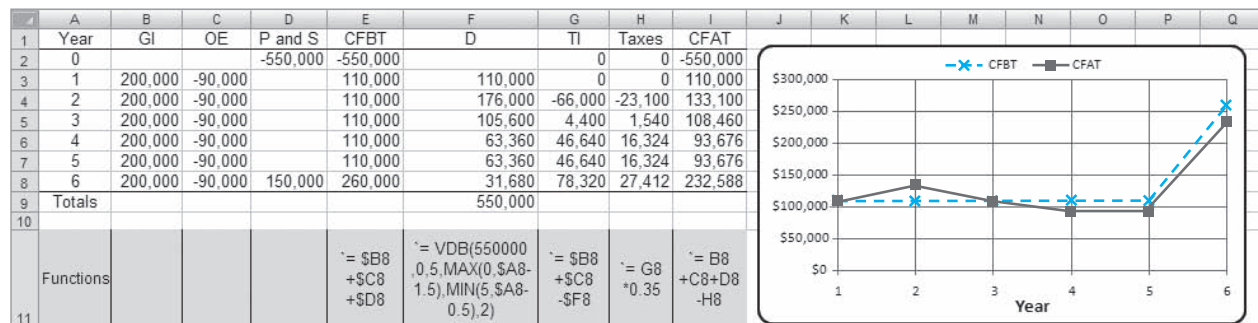 A B C D E F G H I J K L M N O P Q
1 Year GI OE P and S CFBT D TI Taxes CFAT
2 0 -550,000 -550,000 0 0 -550,000
3 1 200,000 -90,000 110,000 110,000 0 0 110,000
4 2 200,000 -90,000 110,000 176,000 -66,000 -23,100 133,100
5 3 200,000 -90,000 110,000 105,600 4,400 1,540 108,460
6 4 200,000 -90,000 110,000 63,360 46,640 16,324 93,676
7 5 200,000 -90,000 110,000 63,360 46,640 16,324 93,676
8 6 200,000 -90,000 150,000 260,000 31,680 78,320 27,412 232,588
9 Totals 550,000
10
11 Functions
`= $B8
+$C8
+$D8
`= VDB(550000
,0,5,MAX(0,$A8-
1.5),MIN(5,$A8-
0.5),2)
`= $B8
+$C8
-$F8
`= G8
*0.35
`= B8
+C8+D8
-H8
CFBT CFAT
$300,000
$250,000
$200,000
$150,000
$100,000
$50,000
$0
1 2 3 4 5 6
Year